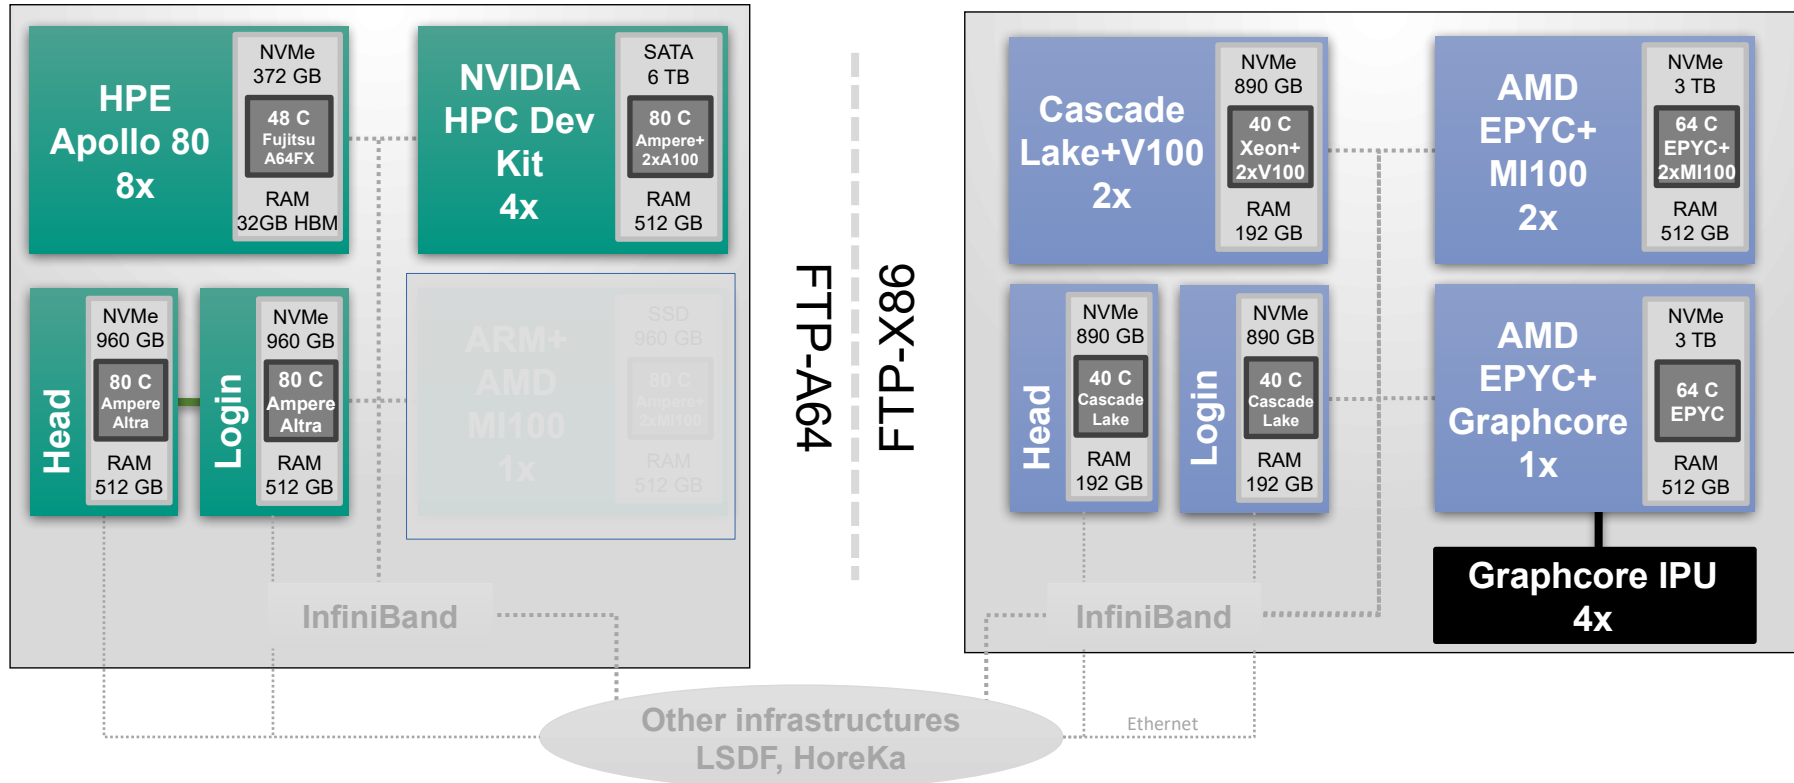 HPE
Apollo 80
8x
NVMe
372 GB
48 C
Fujitsu
A64FX
RAM
32GB HBM
NVIDIA
HPC Dev
Kit
4x
SATA
6 TB
80 C
Ampere+
2xA100
RAM
512 GB
Head
NVMe
960 GB
80 C
Ampere
Altra
RAM
512 GB
Login
NVMe
960 GB
80 C
Ampere
Altra
RAM
512 GB
ARM+
AMD
MI100
1x
SSD
960 GB
80 C
Ampere+
2xMI100
RAM
512 GB
InfiniBand
FTP-A64
FTP-X86
Cascade
Lake+V100
2x
NVMe
890 GB
40 C
Xeon+
2xV100
RAM
192 GB
AMD
EPYC+
MI100
2x
NVMe
3 TB
64 C
EPYC+
2xMI100
RAM
512 GB
Head
NVMe
890 GB
40 C
Cascade
Lake
RAM
192 GB
Login
NVMe
890 GB
40 C
Cascade
Lake
RAM
192 GB
AMD
EPYC+
Graphcore
1x
NVMe
3 TB
64 C
EPYC
RAM
512 GB
InfiniBand
Graphcore IPU
4x
Other infrastructures
LSDF, HoreKa
Ethernet